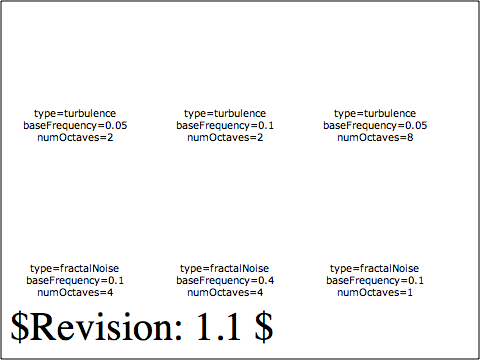 type=turbulence type=turbulence type=turbulence
baseFrequency=0.05 baseFrequency=0.1 baseFrequency=0.05
numOctaves=2 numOctaves=2 numOctaves=8
type=fractalNoise type=fractalNoise type=fractalNoise
baseFrequency=0.1 baseFrequency=0.4 baseFrequency=0.1
numOctaves=4 numOctaves=4 numOctaves=1
$Revision: 1.1 $